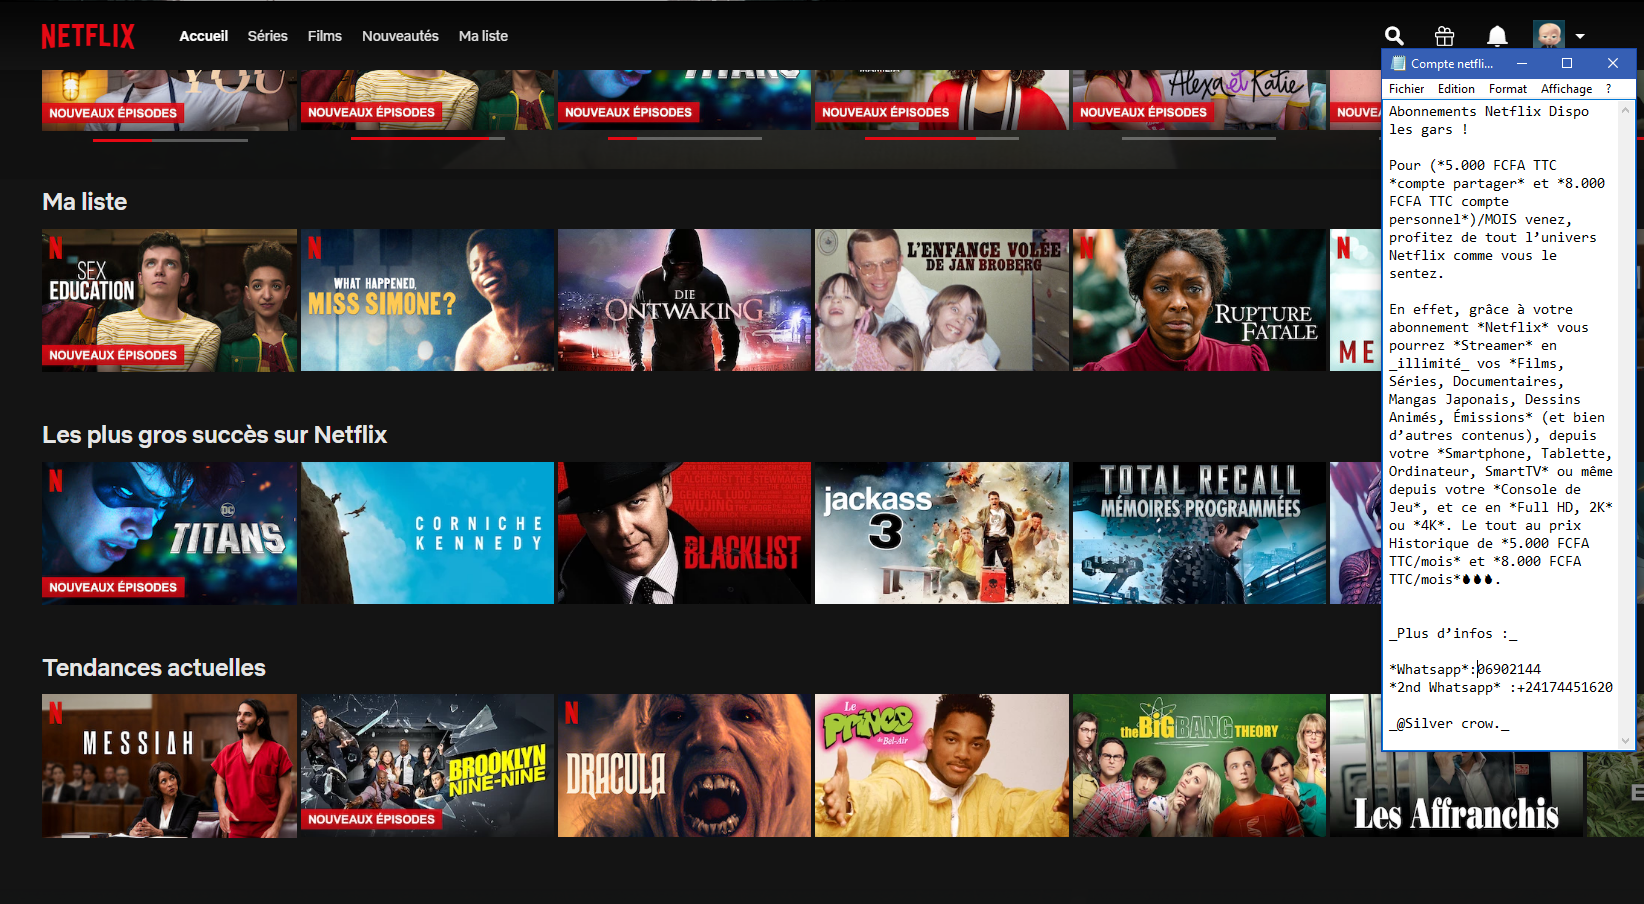 NETFLIX
Accueil
Séries
Films
Nouveautés
Ma liste
YOU
TITANS
Alexa et Katie
NOUVEAUX ÉPISODES
NOUVEAUX ÉPISODES
NOUVEAUX ÉPISODES
NOUVEAUX ÉPISODES
NOUVEAUX ÉPISODES
NOUVEA
Ma liste
SEX
EDUCATION
NOUVEAUX ÉPISODES
WHAT HAPPENED,
MISS SIMONE?
DIE
ONTWAKING
L'ENFANCE VOLÉE
DE JAN BROBERG
RUPTURE
FATALE
ME
Les plus gros succès sur Netflix
DC
TITANS
NOUVEAUX ÉPISODES
CORNICHE
KENNEDY
BLACKLIST
jackass
3
TOTAL RECALL
MÉMOIRES PROGRAMMÉES
Tendances actuelles
MESSIAH
BROOKLYN
NINE-NINE
NOUVEAUX ÉPISODES
DRACULA
Le
PRINCE
de Bel-Air
the BIG BANG THEORY
Les Affranchis
Compte netfli...
Fichier Edition Format Affichage ?
Abonnements Netflix Dispo
les gars !
Pour (*5.000 FCFA TTC
*compte partager* et *8.000
FCFA TTC compte
personnel*)/MOIS venez,
profitez de tout l’univers
Netflix comme vous le
sentez.
En effet, grâce à votre
abonnement *Netflix* vous
pourrez *Streamer* en
_illimité_ vos *Films,
Séries, Documentaires,
Mangas Japonais, Dessins
Animés, Émissions* (et bien
d’autres contenus), depuis
votre *Smartphone, Tablette,
Ordinateur, SmartTV* ou même
depuis votre *Console de
Jeu*, et ce en *Full HD, 2K*
ou *4K*. Le tout au prix
Historique de *5.000 FCFA
TTC/mois* et *8.000 FCFA
TTC/mois*.
_Plus d’infos :_
*Whatsapp*:06902144
*2nd Whatsapp* :+24174451620
_@Silver crow._